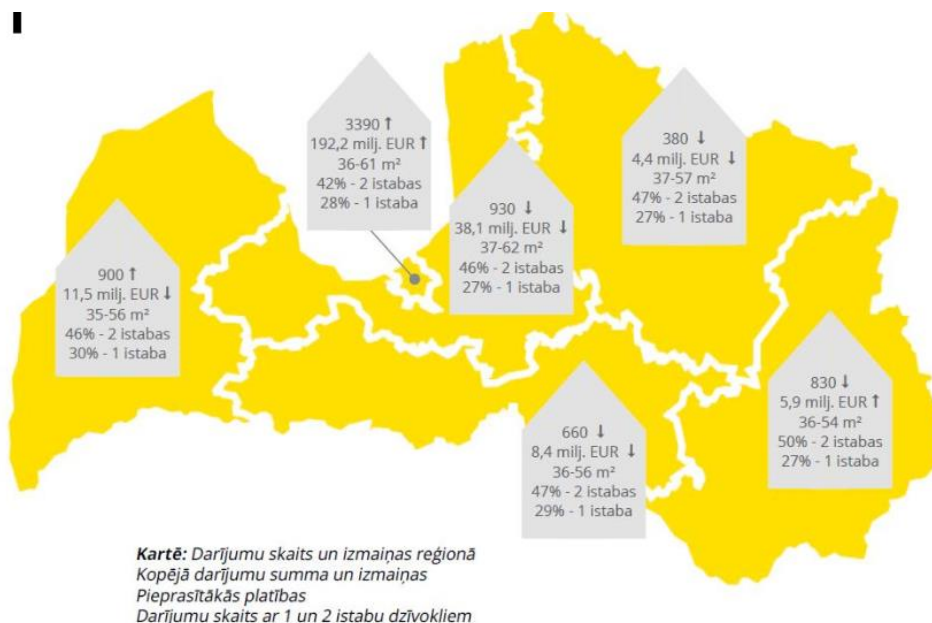 3390 ↑
192,2 milj. EUR ↑
36-61 m²
42% - 2 istabas
28% - 1 istaba
380 ↓
4,4 milj. EUR ↓
37-57 m²
47% - 2 istabas
27% - 1 istaba
930 ↓
38,1 milj. EUR ↓
37-62 m²
46% - 2 istabas
27% - 1 istaba
900 ↑
11,5 milj. EUR ↓
35-56 m²
46% - 2 istabas
30% - 1 istaba
830 ↓
5,9 milj. EUR ↑
36-54 m²
50% - 2 istabas
27% - 1 istaba
660 ↓
8,4 milj. EUR ↓
36-56 m²
47% - 2 istabas
29% - 1 istaba
Kartē: Darījumu skaits un izmaiņas reģionā
Kopējā darījumu summa un izmaiņas
Pieprasītākās platības
Darījumu skaits ar 1 un 2 istabu dzīvokļiem